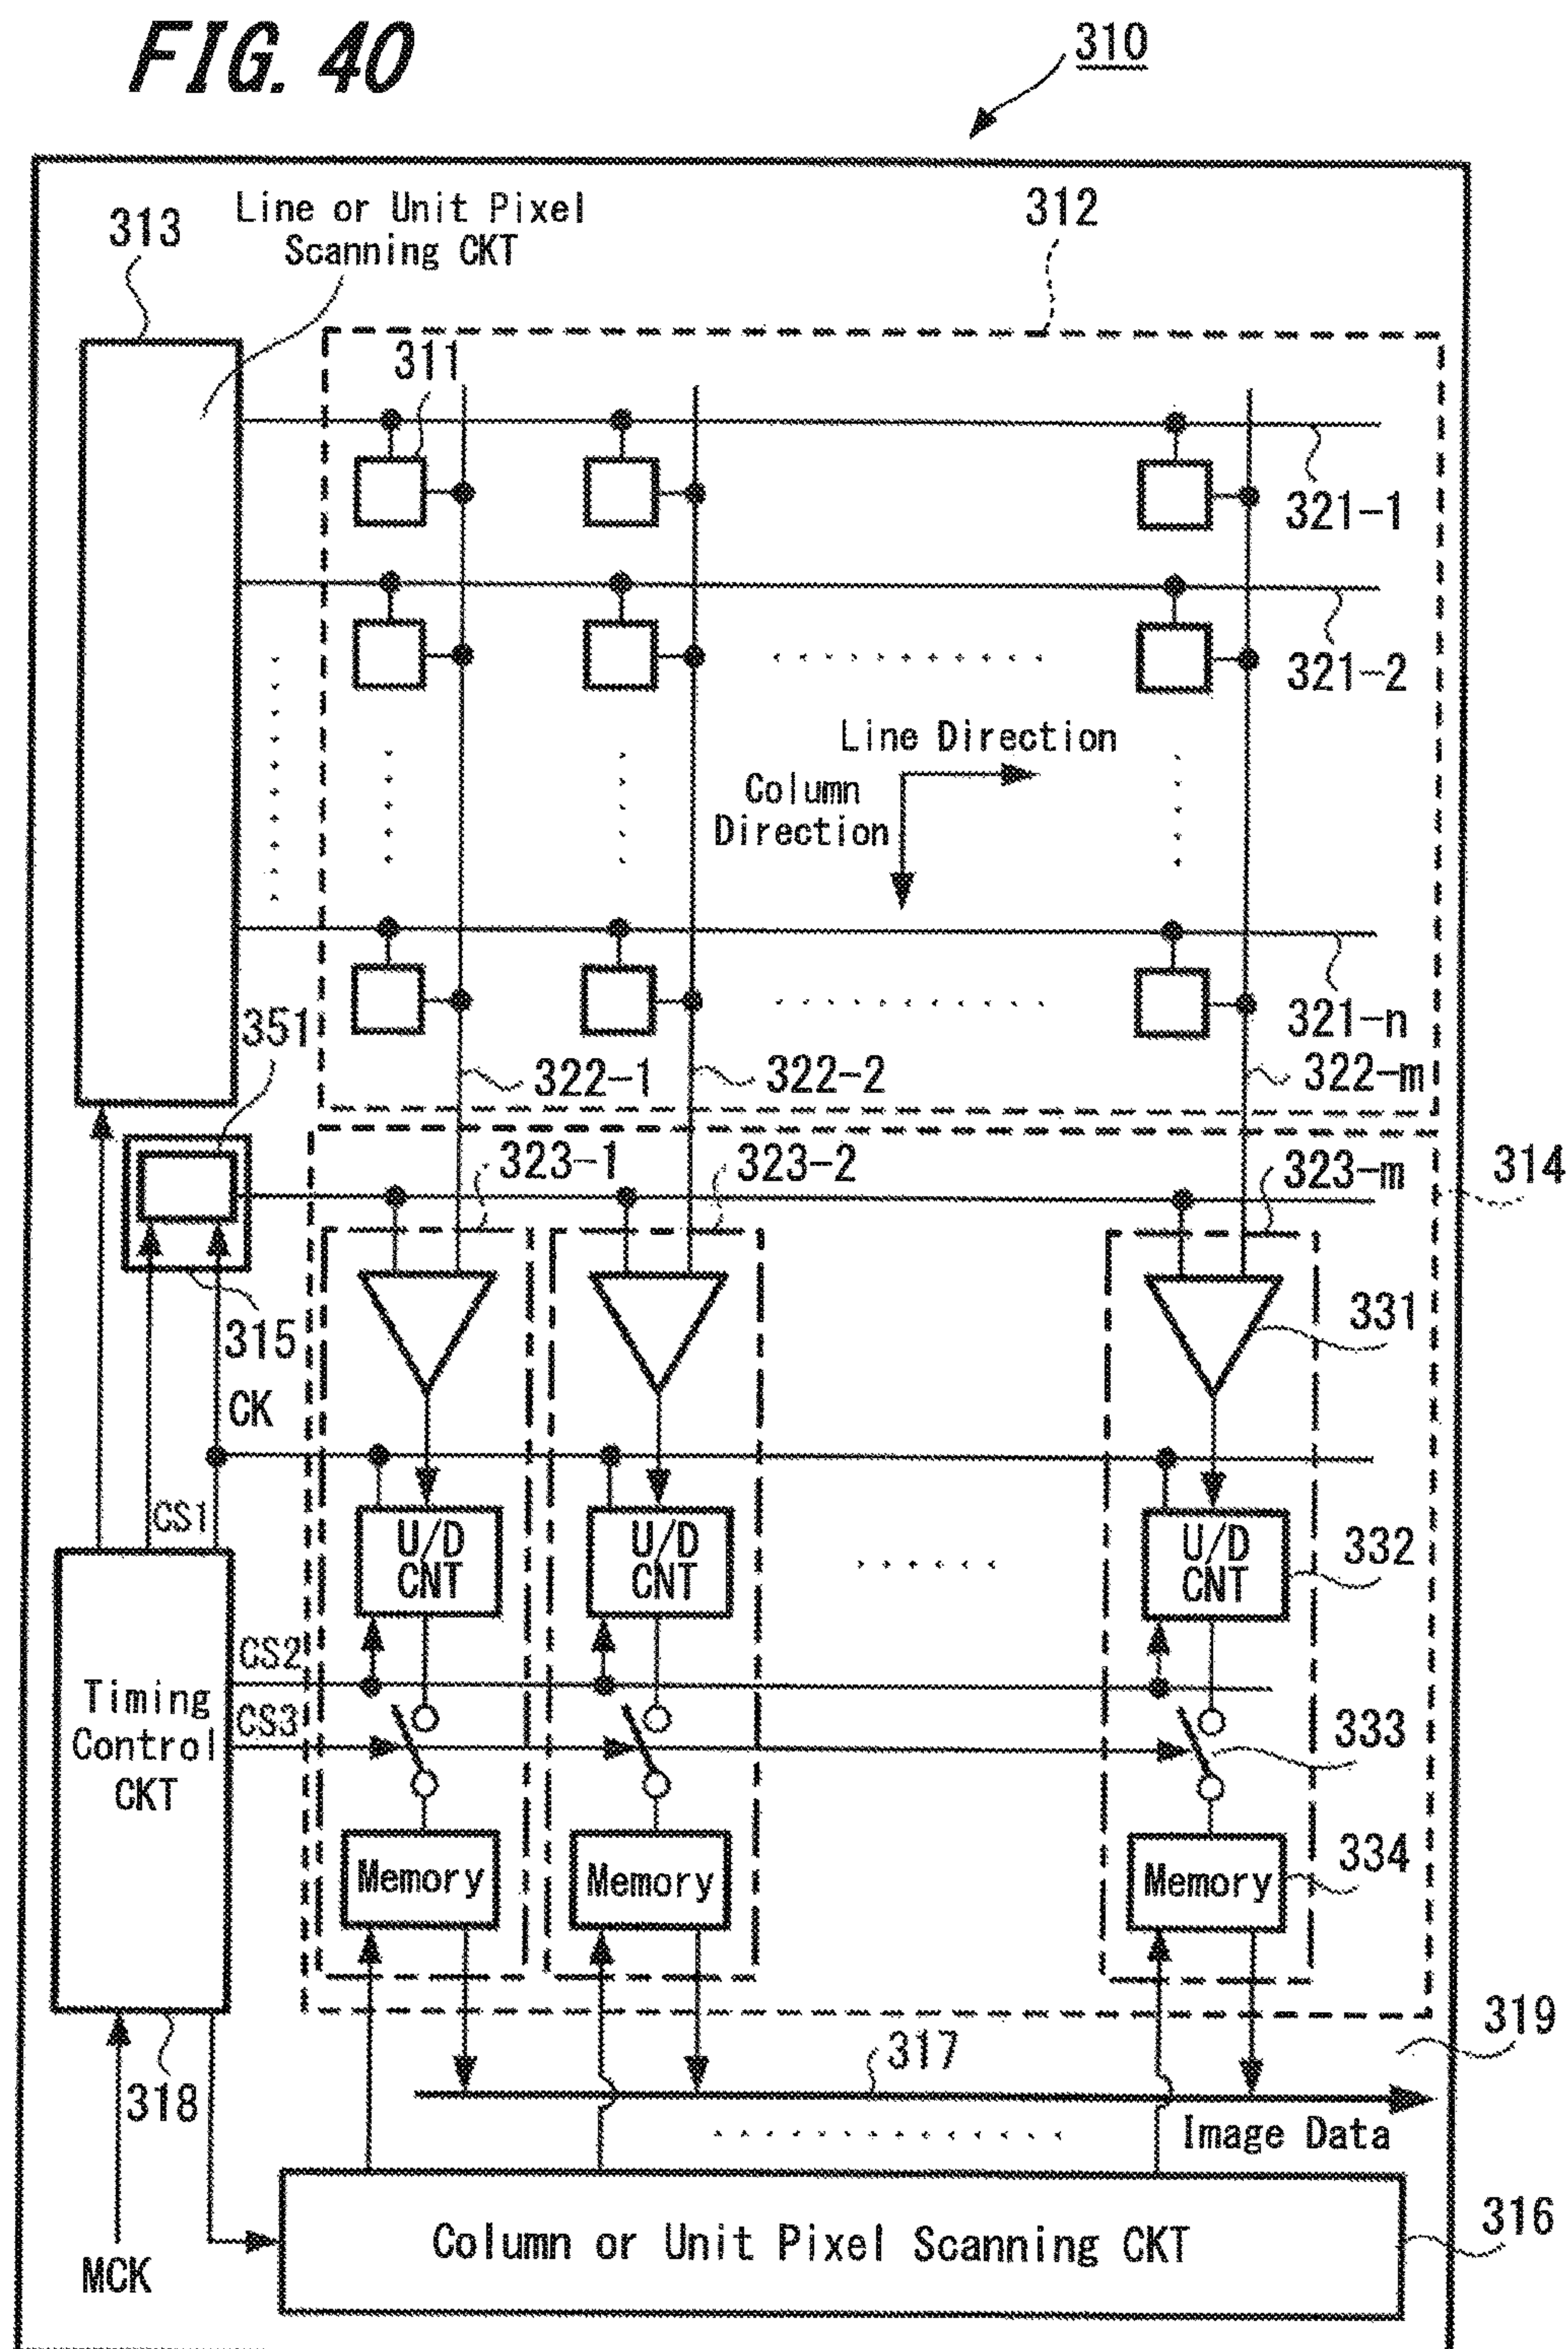 FIG. 40
310
313
Line or Unit Pixel
Scanning CKT
312
311
321-1
321-2
Line Direction
Column
Direction
321-n
351
322-1
322-2
322-m
323-1
323-2
323-m
314
315
331
CK
CS1
U/D
CNT
U/D
CNT
U/D
CNT
332
CS2
Timing
Control
CKT
CS3
333
Memory
Memory
Memory
334
319
317
318
Image Data
Column or Unit Pixel Scanning CKT
316
MCK